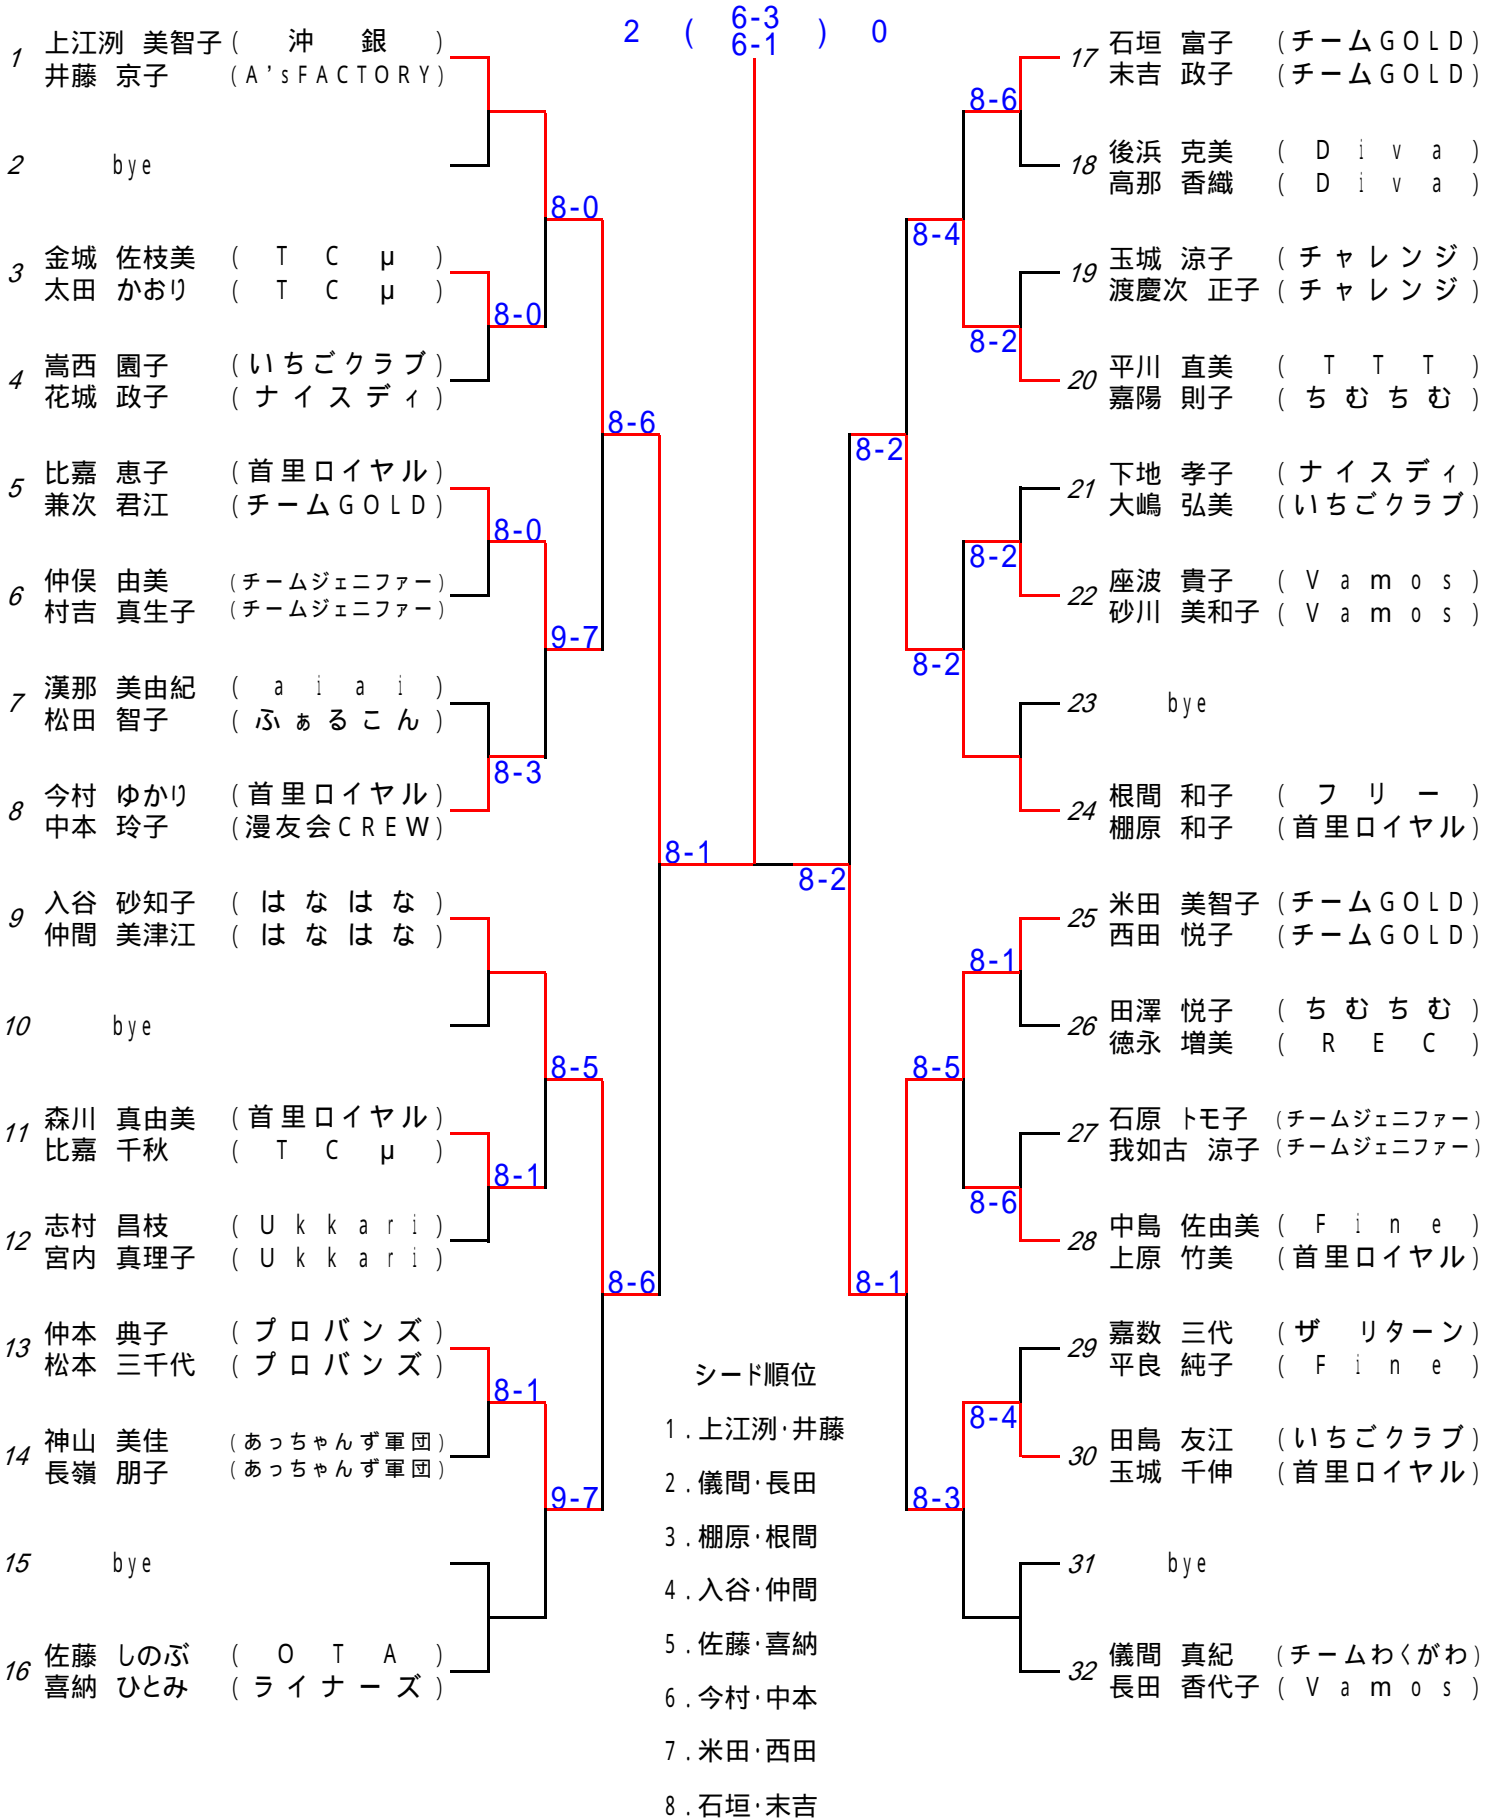 2 ( 6-3 ) 0
6-1
1 上江洌 美智子 (沖 銀)
井藤 京子 (A'sFACTORY)
2 bye
8-0
3 金城 佐枝美 (TCμ)
太田 かおり (TCμ)
8-0
4 嵩西 園子 (いちごクラブ)
花城 政子 (ナイスディ)
8-6
5 比嘉 恵子 (首里ロイヤル)
兼次 君江 (チームGOLD)
8-0
6 仲俣 由美 (チームジェニファー)
村吉 真生子 (チームジェニファー)
9-7
7 漢那 美由紀 (aiai)
松田 智子 (ふぁるこん)
8-3
8 今村 ゆかり (首里ロイヤル)
中本 玲子 (漫友会CREW)
8-1
9 入谷 砂知子 (はなはな)
仲間 美津江 (はなはな)
10 bye
8-5
11 森川 真由美 (首里ロイヤル)
比嘉 千秋 (TCμ)
8-1
12 志村 昌枝 (Ukkari)
宮内 真理子 (Ukkari)
8-6
13 仲本 典子 (プロバンズ)
松本 三千代 (プロバンズ)
8-1
14 神山 美佳 (あっちゃんず軍団)
長嶺 朋子 (あっちゃんず軍団)
9-7
15 bye
16 佐藤 しのぶ (OTA)
喜納 ひとみ (ライナーズ)
17 石垣 富子 (チームGOLD)
末吉 政子 (チームGOLD)
8-6
18 後浜 克美 (Diva)
高那 香織 (Diva)
8-4
19 玉城 涼子 (チャレンジ)
渡慶次 正子 (チャレンジ)
8-2
20 平川 直美 (TTT)
嘉陽 則子 (ちむちむ)
8-2
21 下地 孝子 (ナイスディ)
大嶋 弘美 (いちごクラブ)
8-2
22 座波 貴子 (Vamos)
砂川 美和子 (Vamos)
8-2
23 bye
24 根間 和子 (フリー)
棚原 和子 (首里ロイヤル)
8-2
25 米田 美智子 (チームGOLD)
西田 悦子 (チームGOLD)
8-1
26 田澤 悦子 (ちむちむ)
徳永 増美 (REC)
8-5
27 石原 トモ子 (チームジェニファー)
我如古 涼子 (チームジェニファー)
8-6
28 中島 佐由美 (Fine)
上原 竹美 (首里ロイヤル)
8-1
29 嘉数 三代 (ザ リターン)
平良 純子 (Fine)
8-4
30 田島 友江 (いちごクラブ)
玉城 千伸 (首里ロイヤル)
8-3
31 bye
32 儀間 真紀 (チームわくがわ)
長田 香代子 (Vamos)
シード順位
1.上江洌・井藤
2.儀間・長田
3.棚原・根間
4.入谷・仲間
5.佐藤・喜納
6.今村・中本
7.米田・西田
8.石垣・末吉